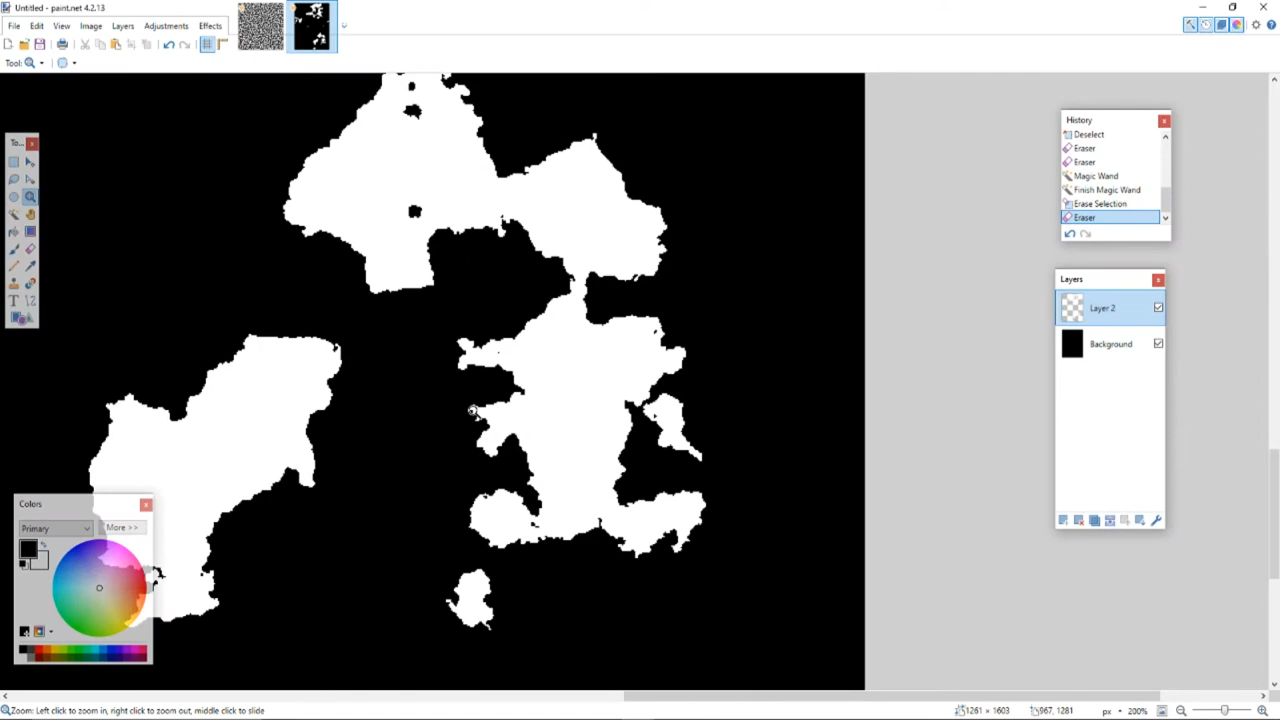 Untitled - paint.net 4.2.13
File Edit View Image Layers Adjustments Effects
Tool:
To...
History
Deselect
Eraser
Eraser
Magic Wand
Finish Magic Wand
Erase Selection
Eraser
Layers
Layer 2
Background
Colors
Primary
More >>
Zoom: Left click to zoom in, right click to zoom out, middle click to slide
1261 × 1603
967, 1281
px
200%